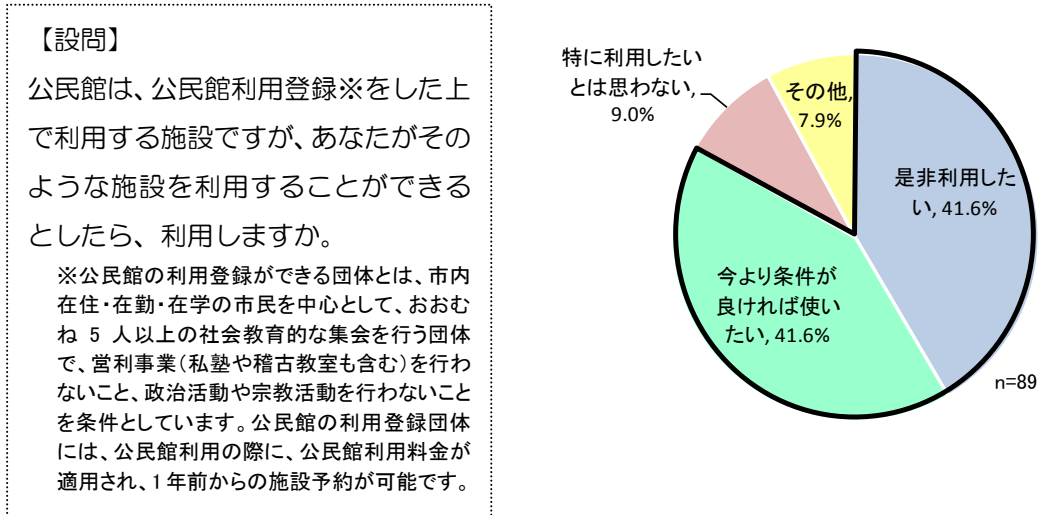 【設問】
公民館は、公民館利用登録※をした上
で利用する施設ですが、あなたがその
ような施設を利用することができる
としたら、利用しますか。
※公民館の利用登録ができる団体とは、市内
在住・在勤・在学の市民を中心として、おおむ
ね 5 人以上の社会教育的な集会を行う団体
で、営利事業（私塾や稽古教室も含む）を行わ
ないこと、政治活動や宗教活動を行わないこと
を条件としています。公民館の利用登録団体
には、公民館利用の際に、公民館利用料金が
適用され、1 年前からの施設予約が可能です。
特に利用したい
とは思わない,
9.0%
その他,
7.9%
是非利用した
い, 41.6%
今より条件が
良ければ使い
たい, 41.6%
n=89